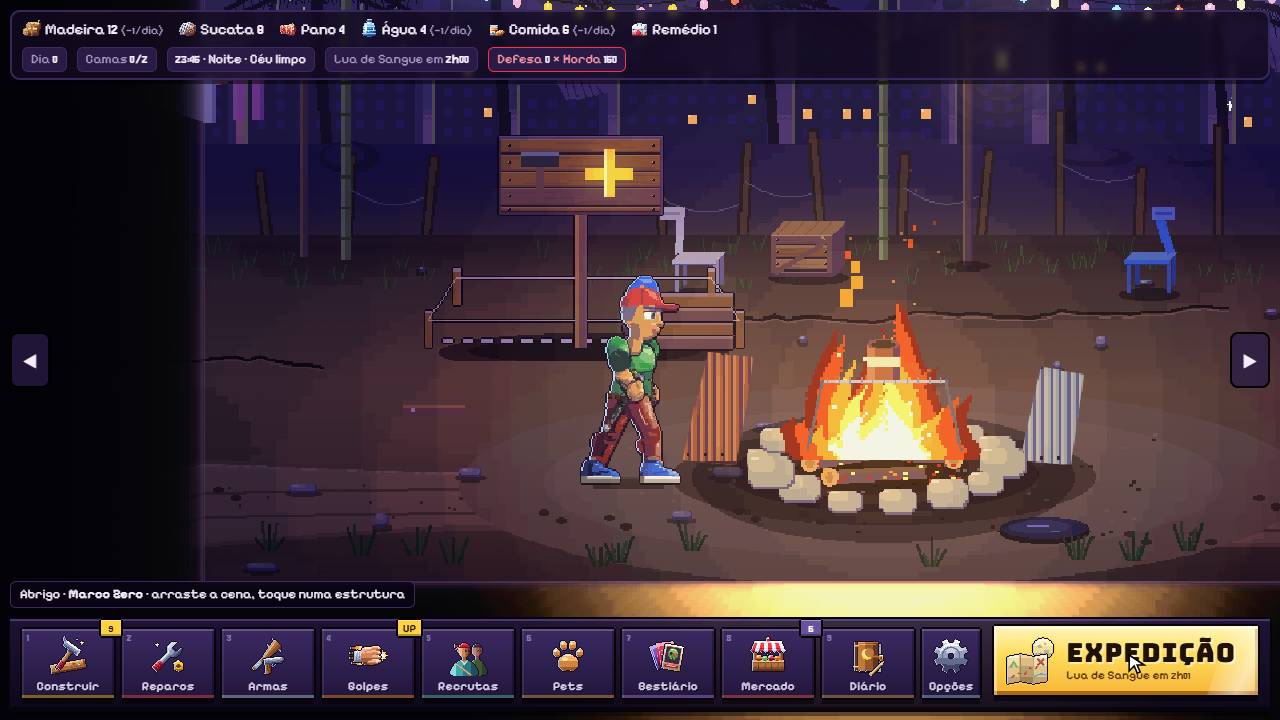 Madeira 12 (-1/dia) Sucata 8 Pano 4 Água 4 (-1/dia) Comida 6 (-1/dia) Remédio 1
Dia 0 Camas 0/2 23:45 · Noite · Céu limpo Lua de Sangue em 2h00 Defesa 0 × Horda 160
Abrigo · Marco Zero · arraste a cena, toque numa estrutura
9 UP 6
1 2 3 4 5 6 7 8 9
Construir Reparos Armas Golpes Recrutas Pets Bestiário Mercado Diário Opções
EXPEDIÇÃO
Lua de Sangue em 2h01